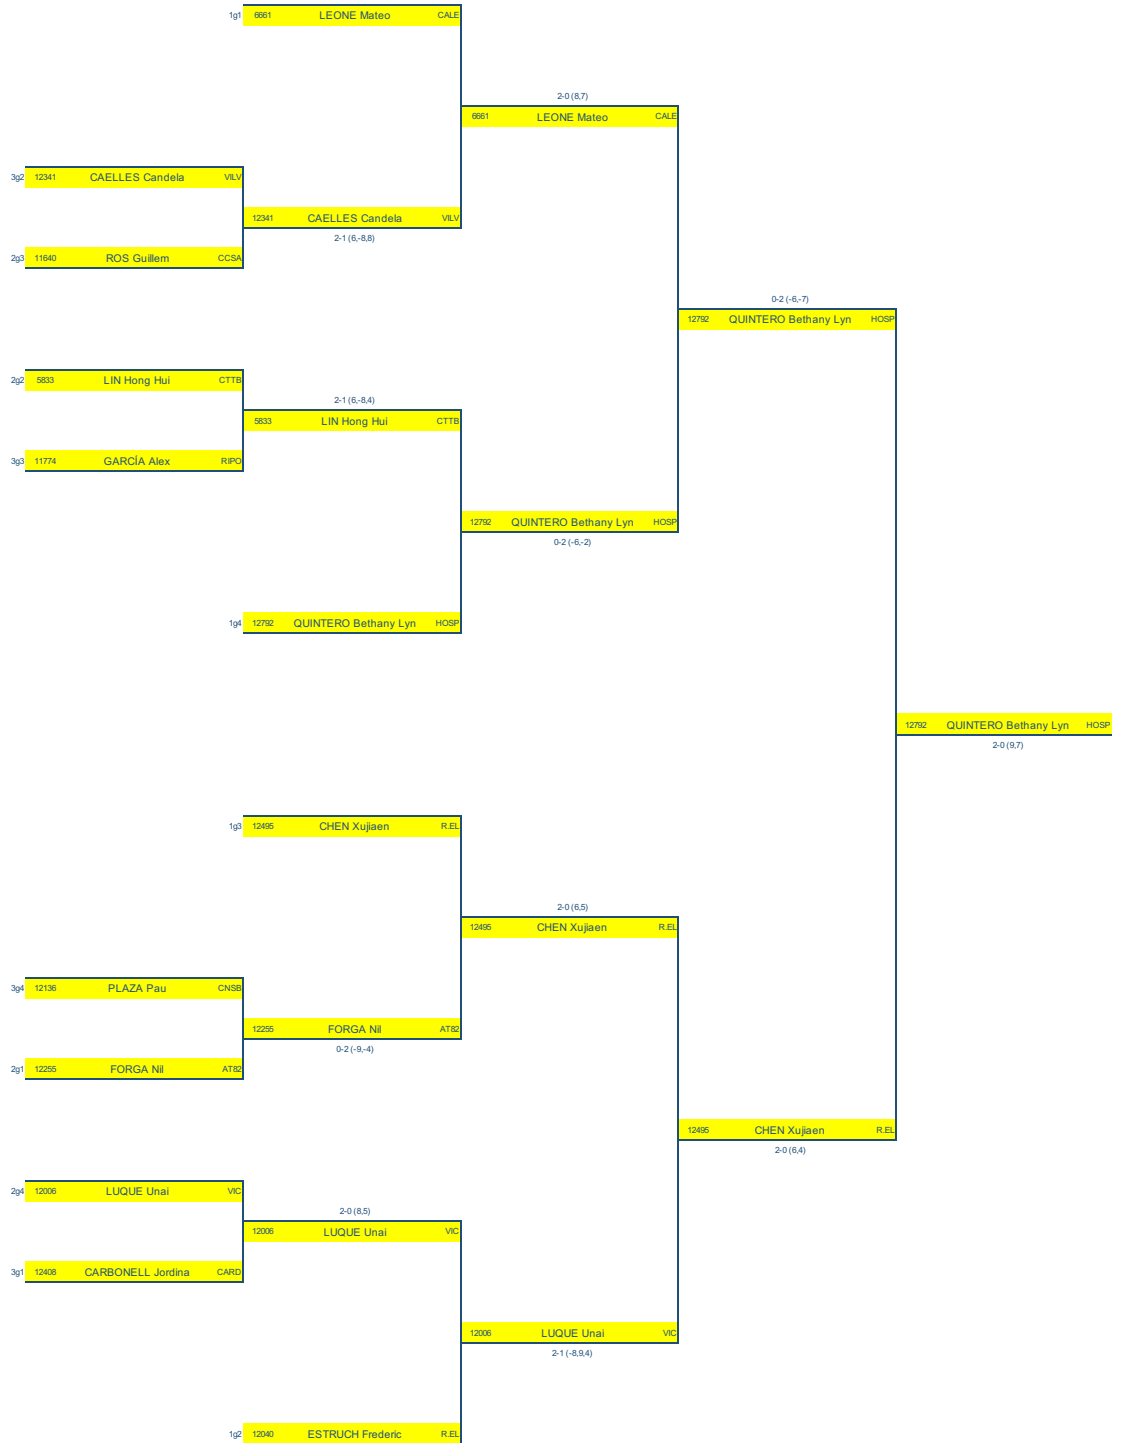 1g1 6661 LEONE Mateo CALE
2-0 (8,7)
6661 LEONE Mateo CALE
3g2 12341 CAELLES Candela VILV
12341 CAELLES Candela VILV
2-1 (6,-8,8)
2g3 11640 ROS Guillem CCSA
0-2 (-6,-7)
12792 QUINTERO Bethany Lyn HOSP
2g2 5833 LIN Hong Hui CTTB
2-1 (6,-8,4)
5833 LIN Hong Hui CTTB
3g3 11774 GARCÍA Alex RIPO
12792 QUINTERO Bethany Lyn HOSP
0-2 (-6,-2)
1g4 12792 QUINTERO Bethany Lyn HOSP
12792 QUINTERO Bethany Lyn HOSP
2-0 (9,7)
1g3 12495 CHEN Xujiaen R.EL
2-0 (6,5)
12495 CHEN Xujiaen R.EL
3g4 12136 PLAZA Pau CNSB
12255 FORGA Nil AT82
0-2 (-9,-4)
2g1 12255 FORGA Nil AT82
12495 CHEN Xujiaen R.EL
2-0 (6,4)
2g4 12006 LUQUE Unai VIC
2-0 (8,5)
12006 LUQUE Unai VIC
3g1 12408 CARBONELL Jordina CARD
12006 LUQUE Unai VIC
2-1 (-8,9,4)
1g2 12040 ESTRUCH Frederic R.EL